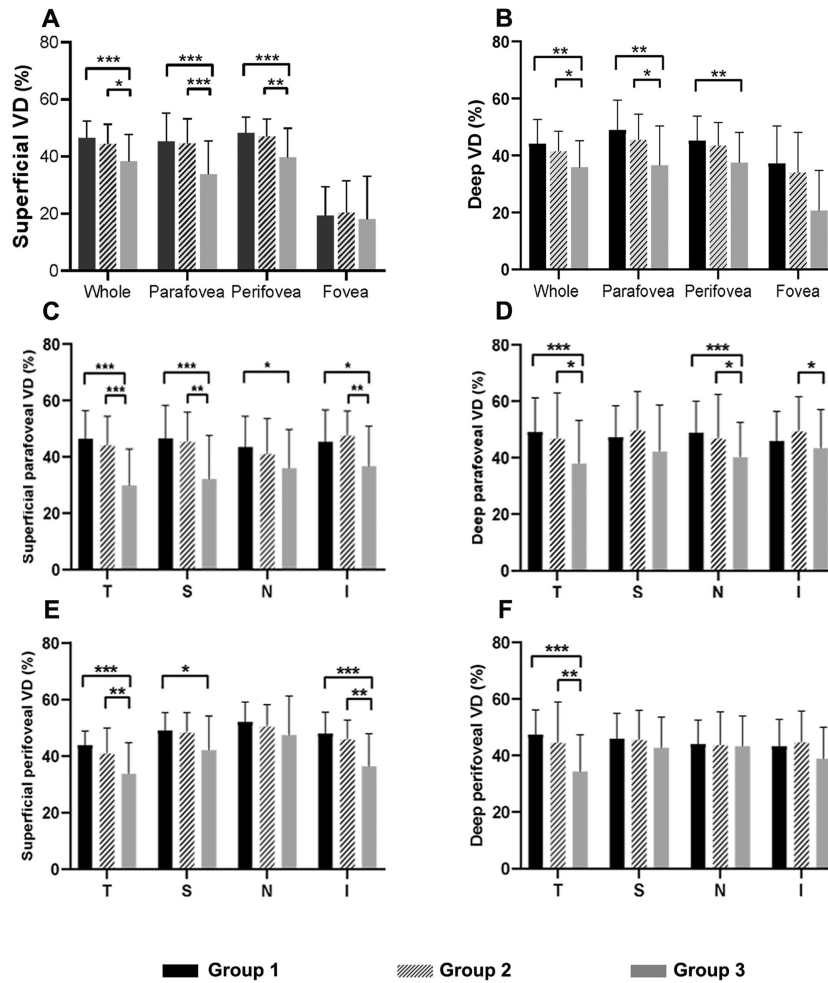 A
Superficial VD (%)
80
60
40
20
0
*** *** ***
* *** **
Whole Parafovea Perifovea Fovea
B
Deep VD (%)
80
60
40
20
0
** ** **
* *
Whole Parafovea Perifovea Fovea
C
Superficial parafoveal VD (%)
80
60
40
20
0
*** *** * *
*** ** **
T S N I
D
Deep parafoveal VD (%)
80
60
40
20
0
*** ***
* * *
T S N I
E
Superficial perifoveal VD (%)
80
60
40
20
0
*** * ***
** **
T S N I
F
Deep perifoveal VD (%)
80
60
40
20
0
***
**
T S N I
Group 1 Group 2 Group 3